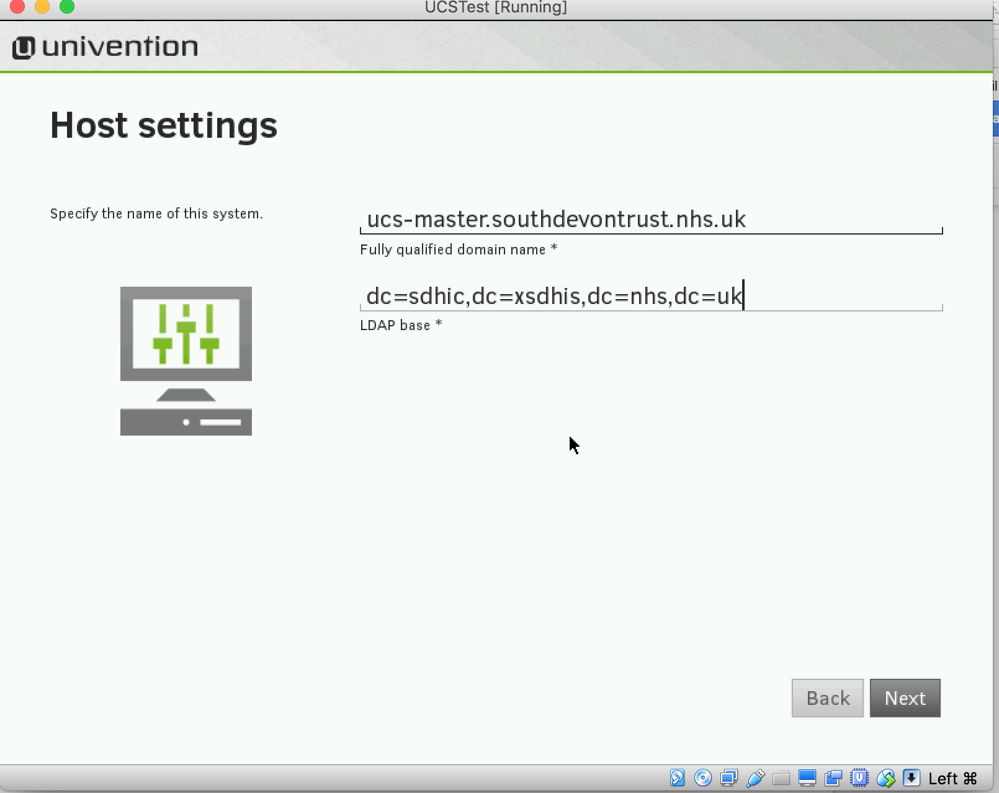 UCSTest [Running]
univention
Host settings
Specify the name of this system.
ucs-master.southdevontrust.nhs.uk
Fully qualified domain name *
dc=sdhic,dc=xsdhis,dc=nhs,dc=uk
LDAP base *
Back
Next
Left ⌘